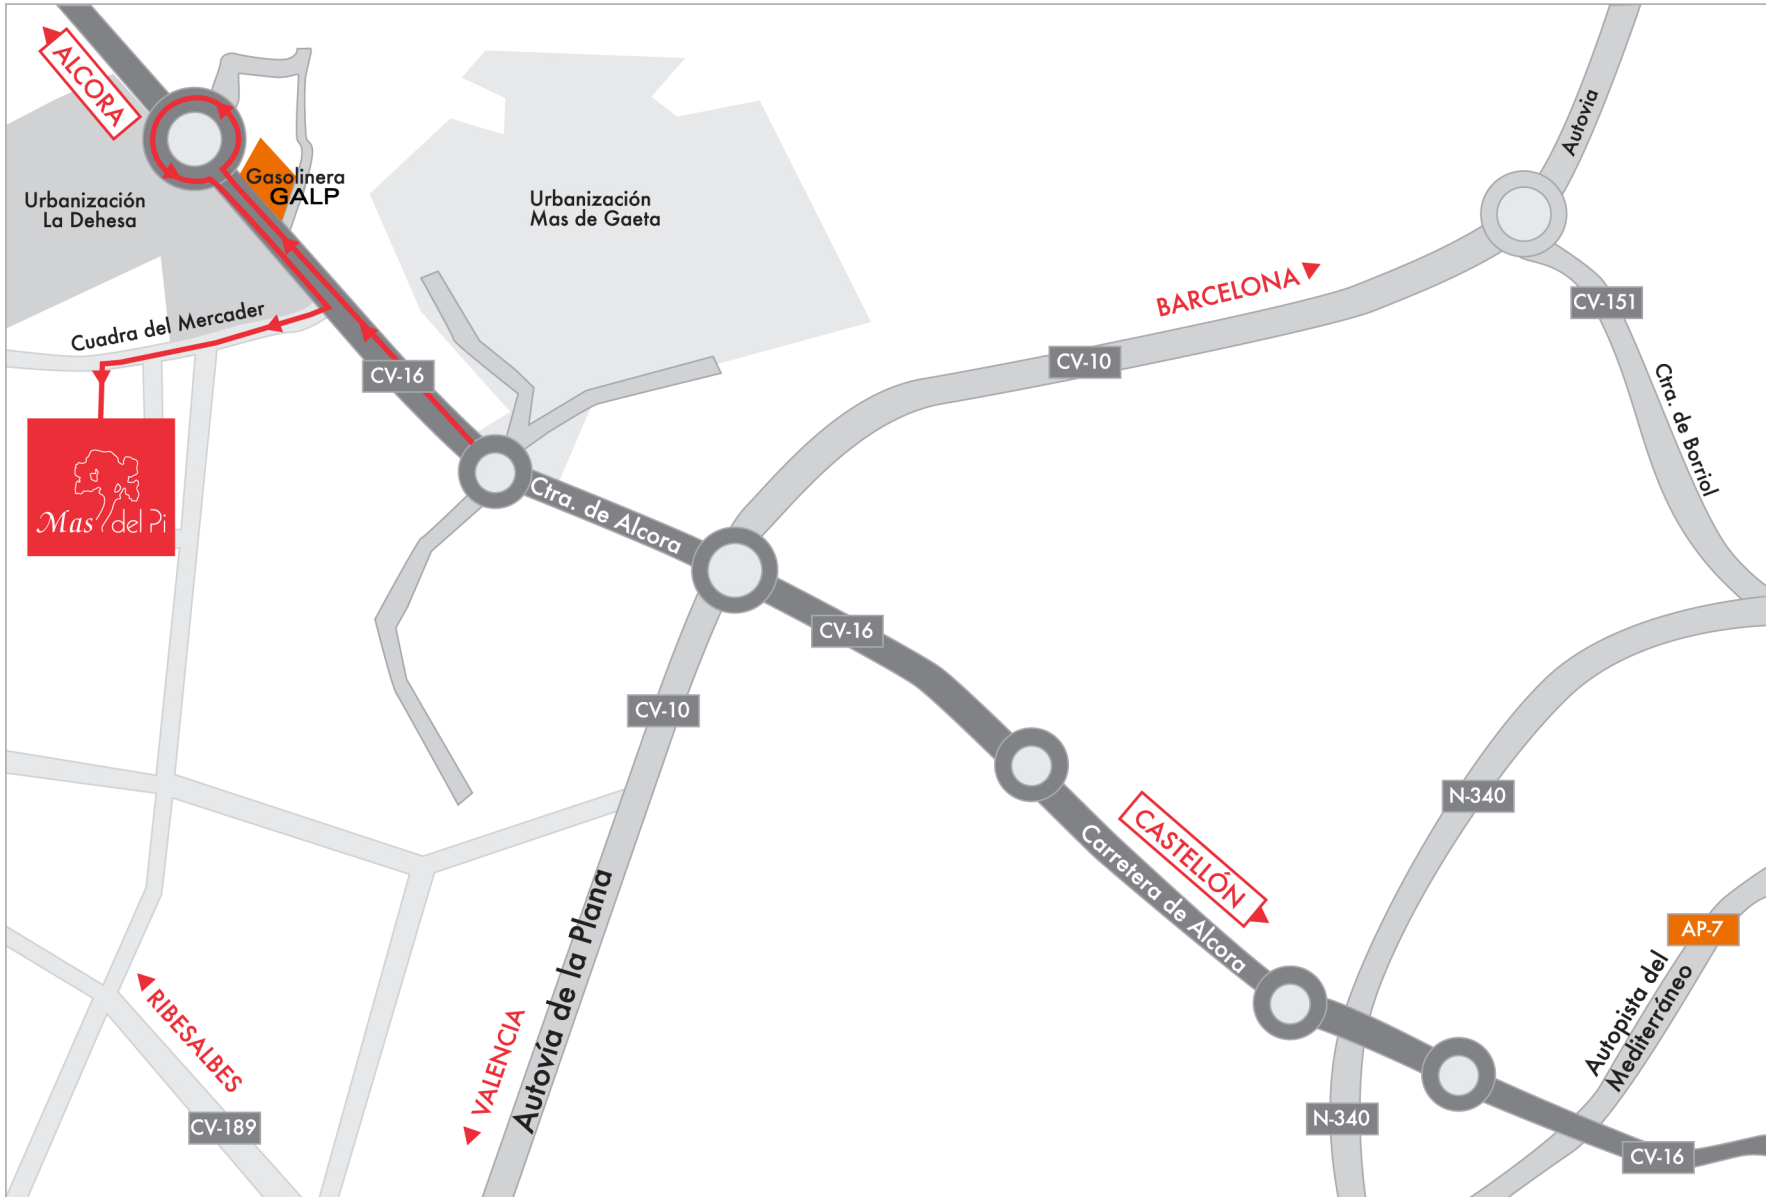 ALCORA
Gasolinera
GALP
Urbanización
La Dehesa
Urbanización
Mas de Gaeta
Autovia
BARCELONA
CV-151
Cuadra del Mercader
CV-16
CV-10
Ctra. de Borriol
Mas del Pi
Ctra. de Alcora
CV-16
CV-10
N-340
CASTELLÓN
Carretera de Alcora
AP-7
Autopista del
Mediterráneo
Autovía de la Plana
VALENCIA
RIBESALBES
CV-189
N-340
CV-16